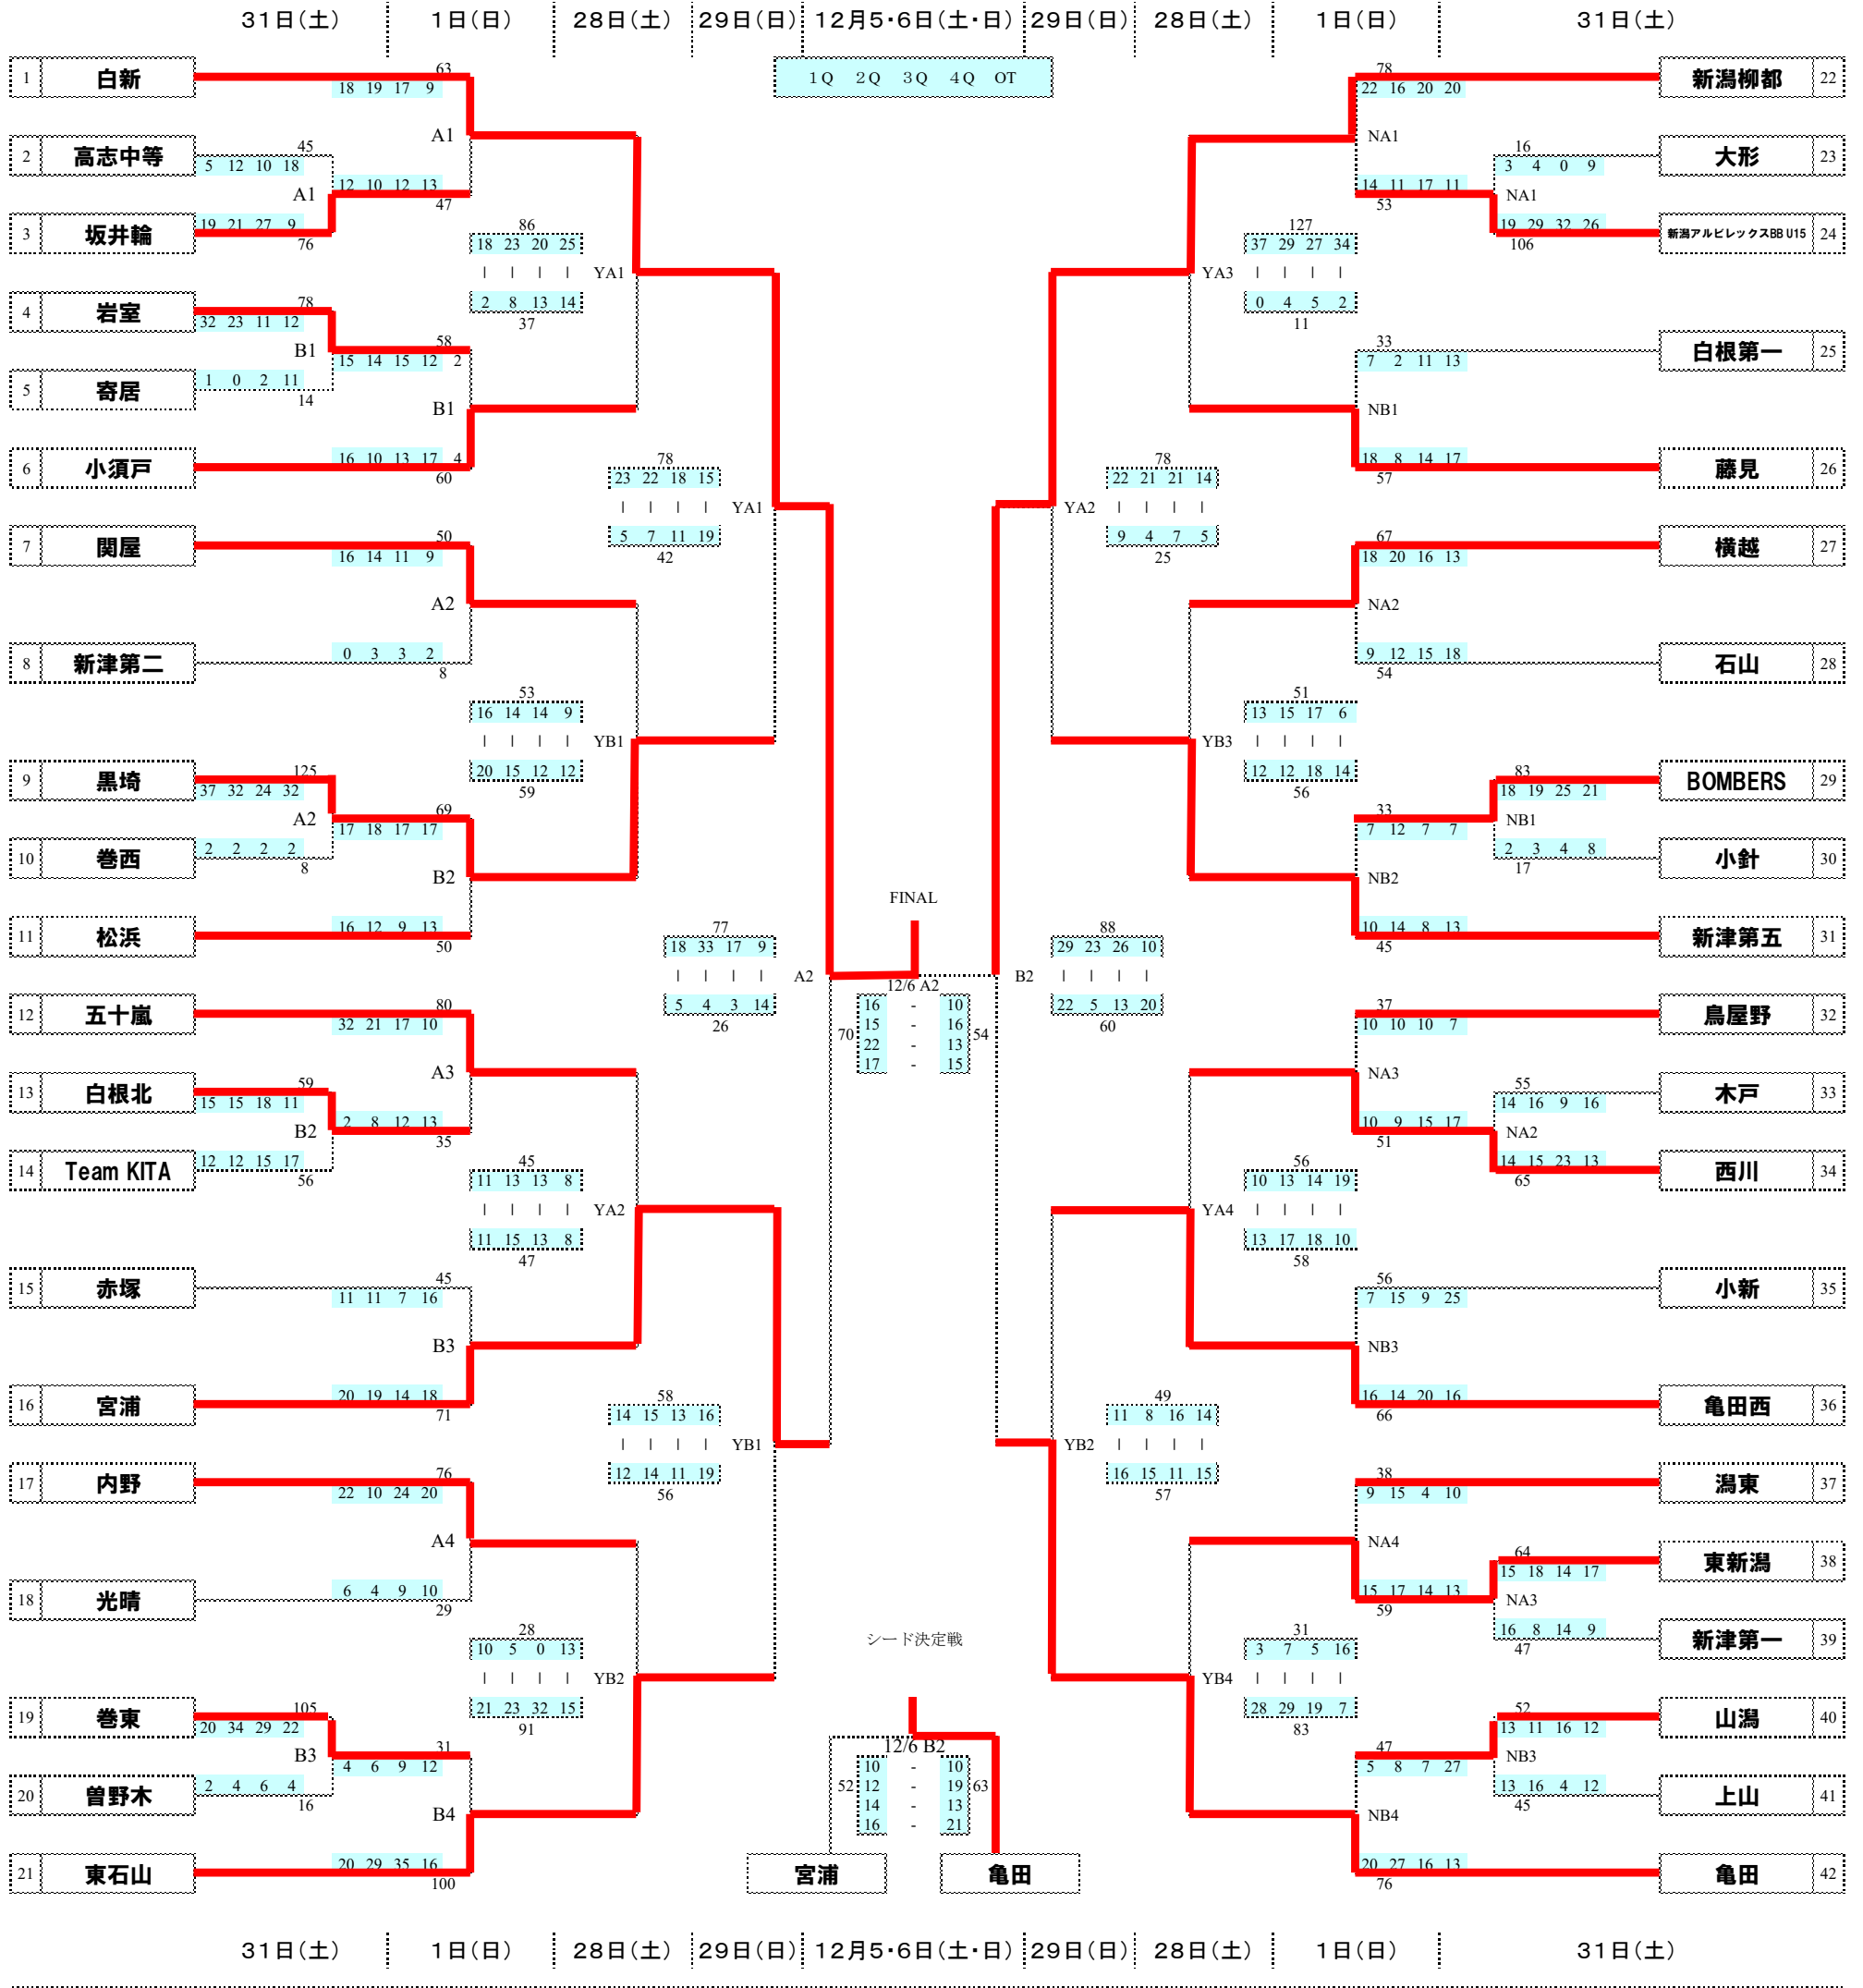 31日(土) 1日(日) 28日(土) 29日(日) 12月5・6日(土・日) 29日(日) 28日(土) 1日(日) 31日(土)
1Q 2Q 3Q 4Q OT
1 白新
63
18 19 17 9
A1
2 高志中等
45
5 12 10 18
A1
12 10 12 13
47
3 坂井輪
19 21 27 9
76
86
18 23 20 25
| | | |
YA1
2 8 13 14
37
4 岩室
78
32 23 11 12
B1
58
15 14 15 12 2
5 寄居
1 0 2 11
14
B1
6 小須戸
16 10 13 17 4
60
78
23 22 18 15
| | | |
YA1
5 7 11 19
42
7 関屋
50
16 14 11 9
A2
8 新津第二
0 3 3 2
8
53
16 14 14 9
| | | |
YB1
20 15 12 12
59
9 黒埼
125
37 32 24 32
A2
69
17 18 17 17
10 巻西
2 2 2 2
8
B2
11 松浜
16 12 9 13
50
77
18 33 17 9
| | | |
A2
5 4 3 14
26
12 五十嵐
80
32 21 17 10
A3
13 白根北
59
15 15 18 11
B2
2 8 12 13
35
14 Team KITA
12 12 15 17
56
45
11 13 13 8
| | | |
YA2
11 15 13 8
47
15 赤塚
45
11 11 7 16
B3
16 宮浦
20 19 14 18
71
58
14 15 13 16
| | | |
YB1
12 14 11 19
56
17 内野
76
22 10 24 20
A4
18 光晴
6 4 9 10
29
28
10 5 0 13
| | | |
YB2
21 23 32 15
91
19 巻東
105
20 34 29 22
B3
31
4 6 9 12
20 曽野木
2 4 6 4
16
B4
21 東石山
20 29 35 16
100
FINAL
12/6 A2
16 - 10
15 - 16
70 54
22 - 13
17 - 15
シード決定戦
12/6 B2
10 - 10
52 12 - 19 63
14 - 13
16 - 21
宮浦 亀田
78
22 16 20 20
新潟柳都 22
NA1
16
3 4 0 9
大形 23
14 11 17 11
53
NA1
19 29 32 26
106
新潟アルビレックスBB U15 24
127
37 29 27 34
YA3 | | | |
0 4 5 2
11
33
7 2 11 13
白根第一 25
NB1
18 8 14 17
57
藤見 26
78
22 21 21 14
YA2 | | | |
9 4 7 5
25
67
18 20 16 13
横越 27
NA2
9 12 15 18
54
石山 28
51
13 15 17 6
YB3 | | | |
12 12 18 14
56
83
18 19 25 21
BOMBERS 29
33
7 12 7 7
NB1
2 3 4 8
17
小針 30
NB2
10 14 8 13
45
新津第五 31
88
29 23 26 10
B2 | | | |
22 5 13 20
60
37
10 10 10 7
鳥屋野 32
NA3
55
14 16 9 16
木戸 33
10 9 15 17
51
NA2
14 15 23 13
65
西川 34
56
10 13 14 19
YA4 | | | |
13 17 18 10
58
56
7 15 9 25
小新 35
NB3
16 14 20 16
66
亀田西 36
49
11 8 16 14
YB2 | | | |
16 15 11 15
57
38
9 15 4 10
潟東 37
NA4
64
15 18 14 17
東新潟 38
15 17 14 13
59
NA3
16 8 14 9
47
新津第一 39
31
3 7 5 16
YB4 | | | |
28 29 19 7
83
52
13 11 16 12
山潟 40
47
5 8 7 27
NB3
13 16 4 12
45
上山 41
NB4
20 27 16 13
76
亀田 42
31日(土) 1日(日) 28日(土) 29日(日) 12月5・6日(土・日) 29日(日) 28日(土) 1日(日) 31日(土)